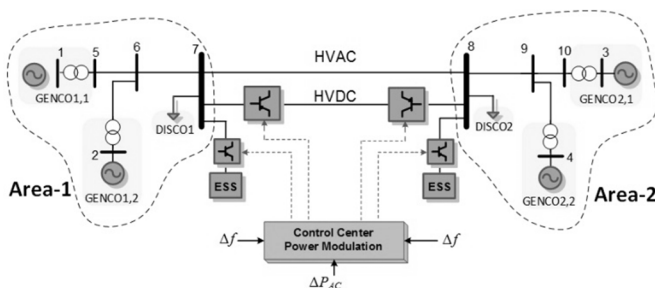 HVAC
HVDC
1
5
6
7
8
9
10
3
GENCO1,1
GENCO2,1
DISCO1
DISCO2
2
4
GENCO1,2
GENCO2,2
ESS
ESS
Area-1
Area-2
Control Center
Power Modulation
Δf
Δf
ΔP_AC